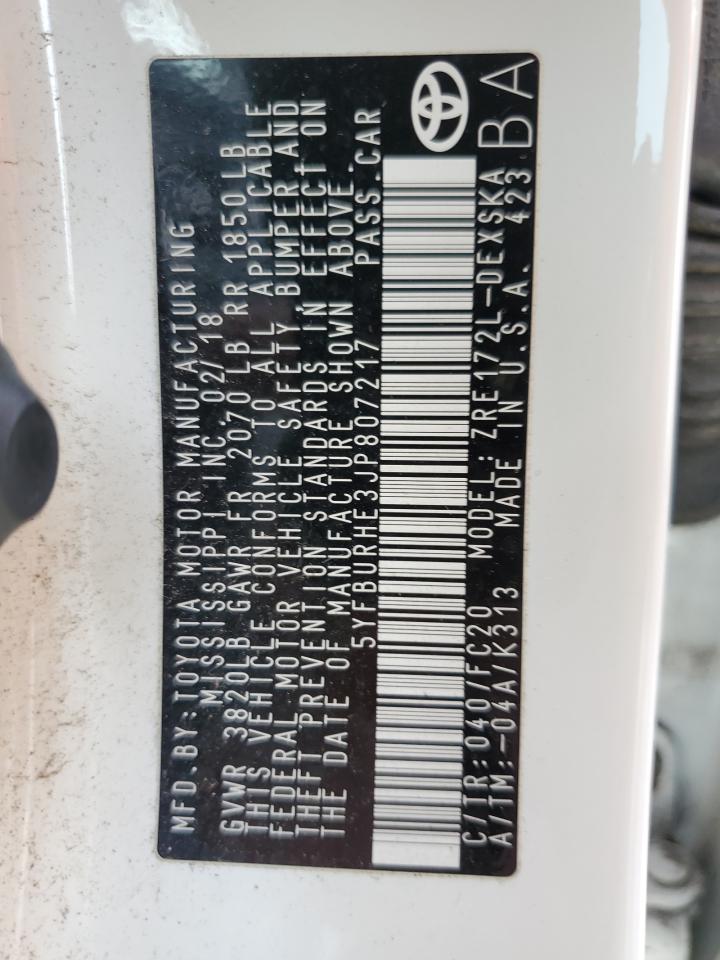 MFD.BY:TOYOTA MOTOR MANUFACTURING
MISSISSIPPI INC.02/18
GVWR 3820LB GAWR FR 2070 LB RR 1850LB
THIS VEHICLE CONFORMS TO ALL APPLICABLE
FEDERAL MOTOR VEHICLE SAFETY BUMPER AND
THEFT PREVENTION STANDARDS IN EFFECT ON
THE DATE OF MANUFACTURE SHOWN ABOVE.
5YFBURHE3JP807217 PASS.CAR
C/TR:040/FC20 MODEL:ZRE172L-DEXSKA
A/TM:-04A/K313 MADE IN U.S.A. 423
BA